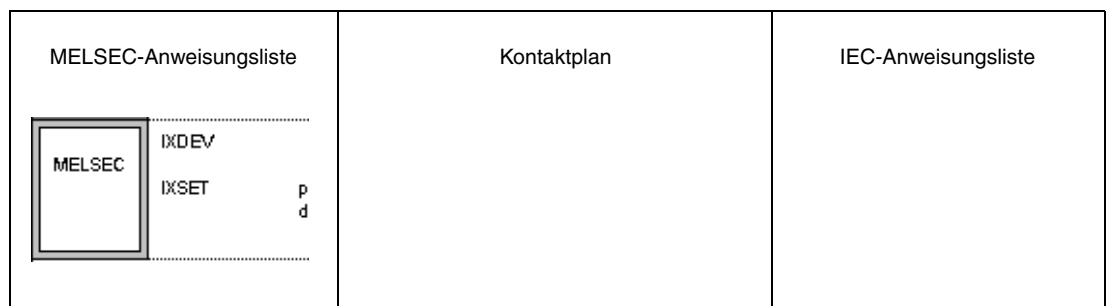 MELSEC-Anweisungsliste
Kontaktplan
IEC-Anweisungsliste
MELSEC
IXDEV
IXSET p
d